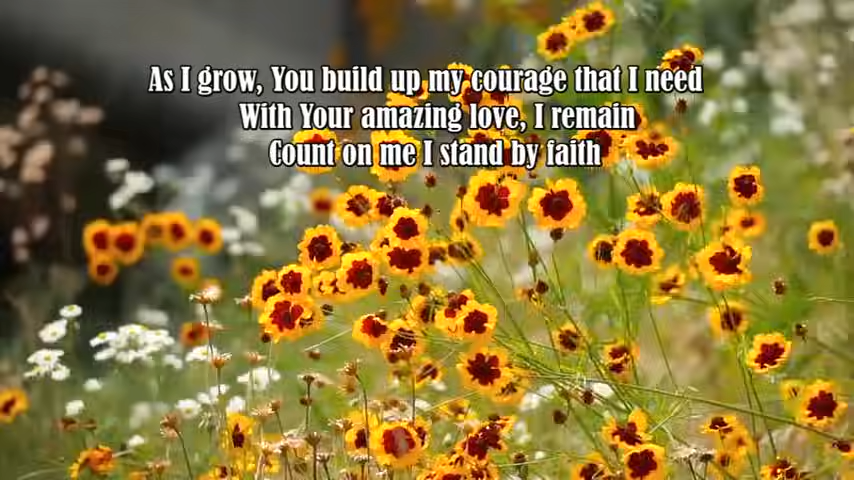 As I grow, You build up my courage that I need
With Your amazing love, I remain
Count on me I stand by faith